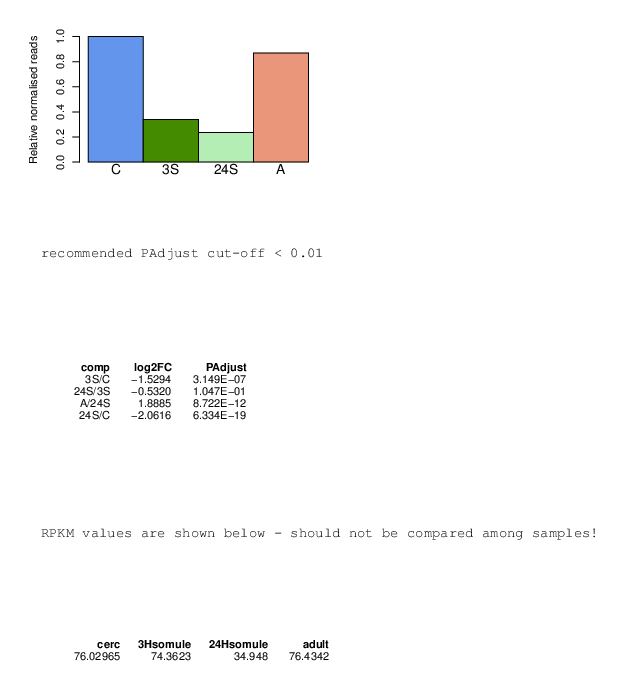 Relative normalised reads
1.0
0.8
0.6
0.4
0.2
0.0
C 3S 24S A
recommended PAdjust cut-off < 0.01
comp log2FC PAdjust
3S/C −1.5294 3.149E−07
24S/3S −0.5320 1.047E−01
A/24S 1.8885 8.722E−12
24S/C −2.0616 6.334E−19
RPKM values are shown below - should not be compared among samples!
cerc 3Hsomule 24Hsomule adult
76.02965 74.3623 34.948 76.4342